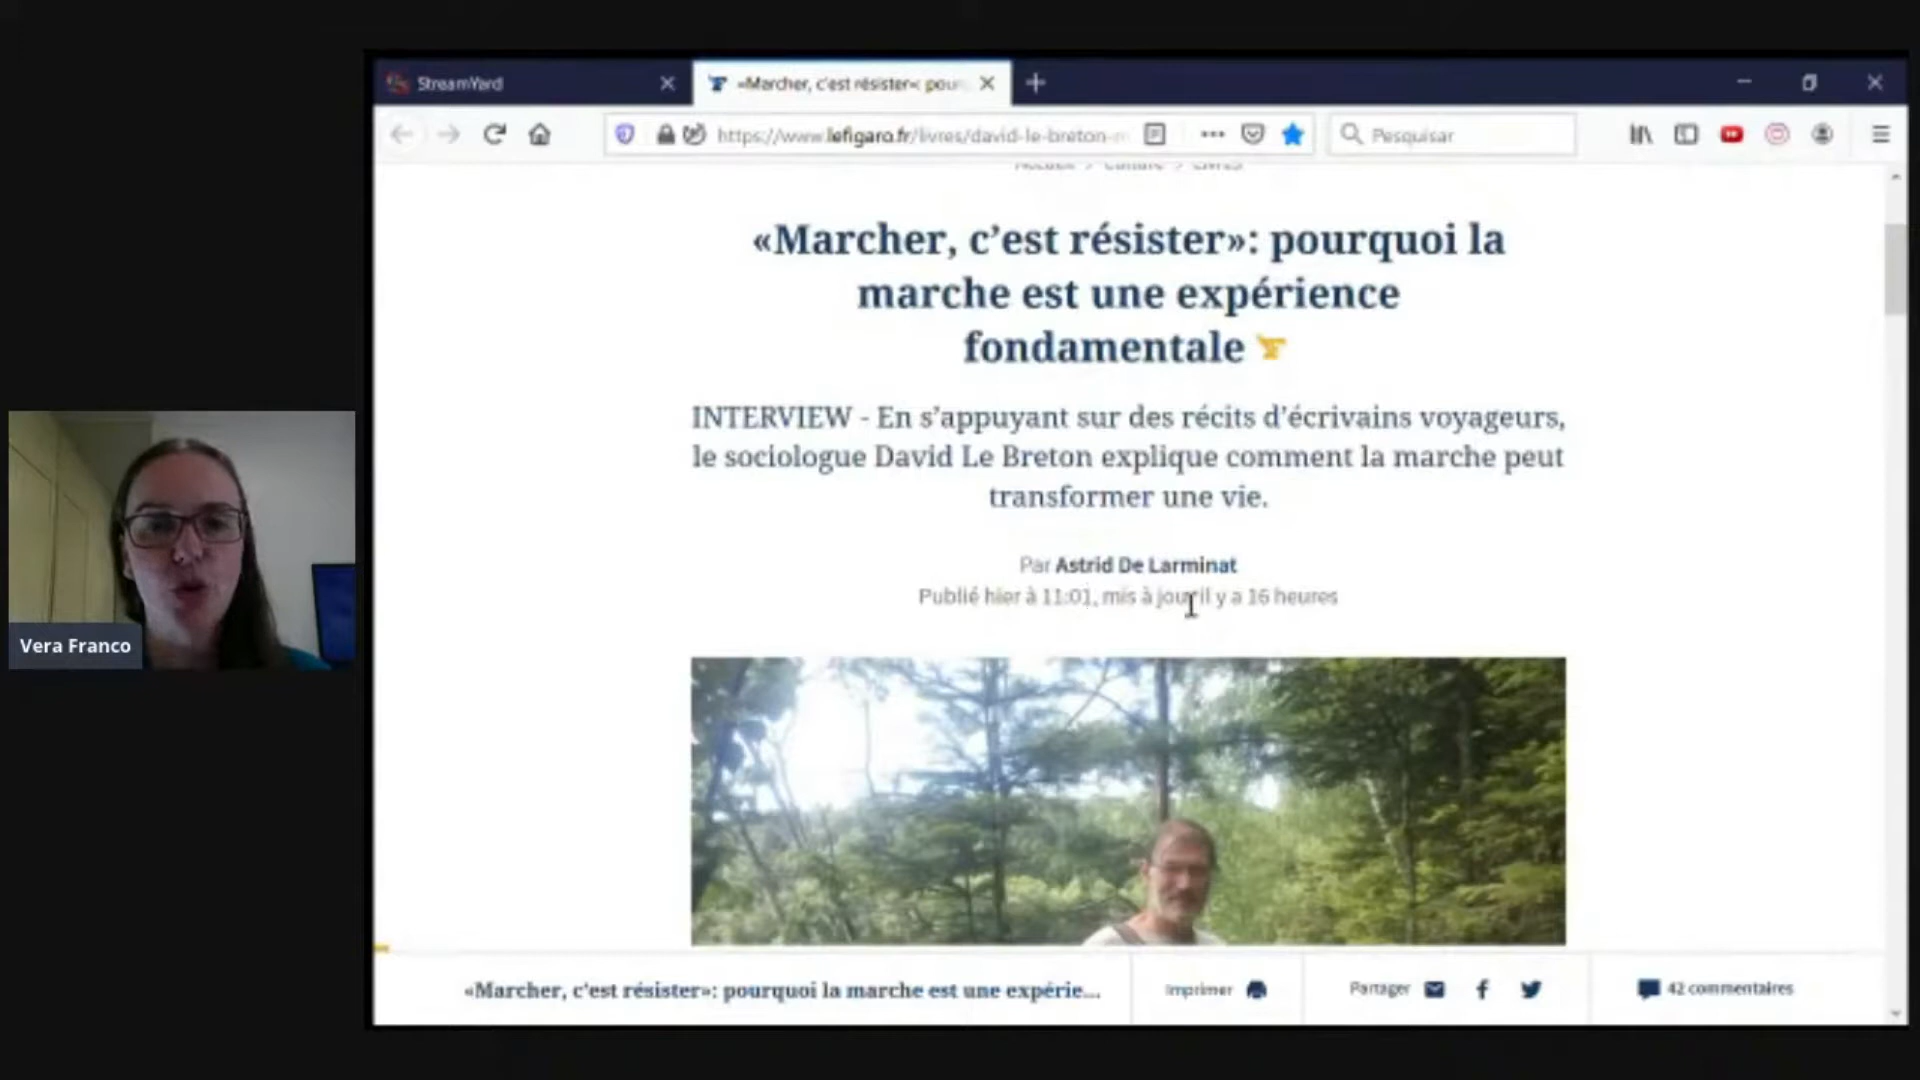 StreamYard
«Marcher, c'est résister»: pour
https://www.lefigaro.fr/livres/david-le-breton-m
Pesquisar
Accueil > Culture > Livres
«Marcher, c’est résister»: pourquoi la
marche est une expérience
fondamentale
INTERVIEW - En s’appuyant sur des récits d’écrivains voyageurs,
le sociologue David Le Breton explique comment la marche peut
transformer une vie.
Par Astrid De Larminat
Publié hier à 11:01, mis à jour il y a 16 heures
Vera Franco
«Marcher, c’est résister»: pourquoi la marche est une expérie...
Imprimer
Partager
42 commentaires